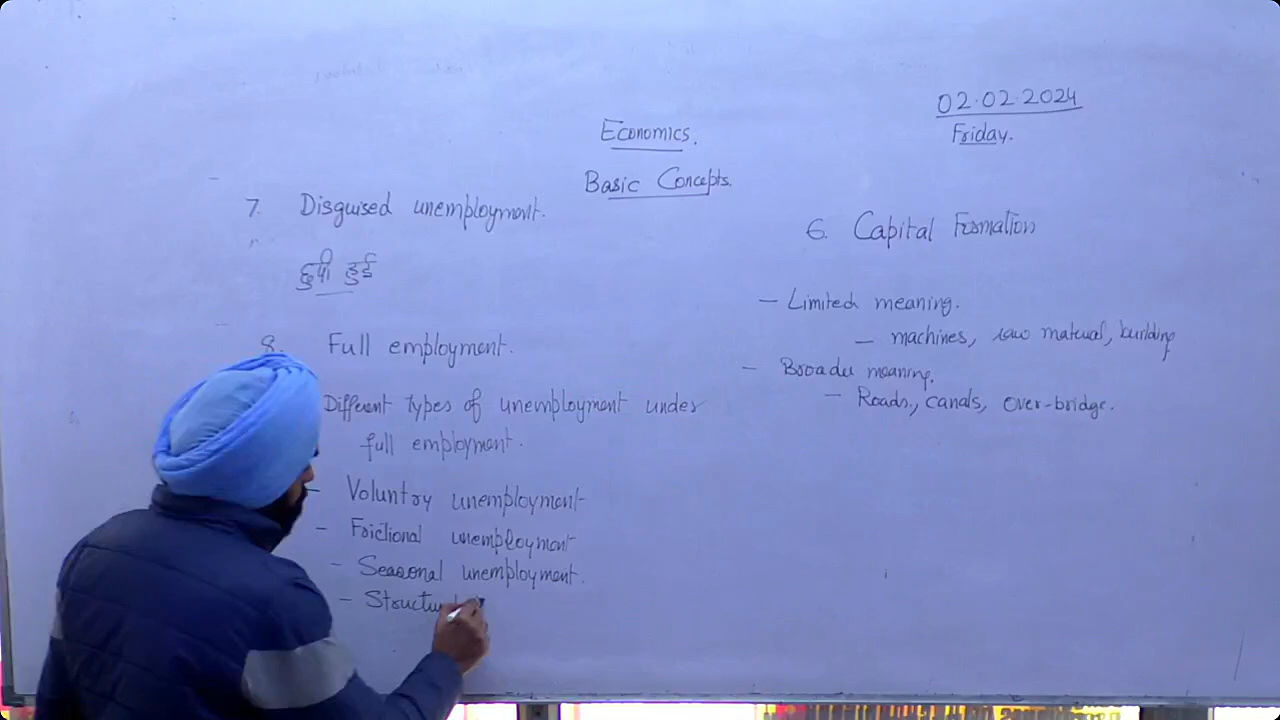 02.02.2024
Friday.
Economics.
Basic Concepts.
7. Disguised unemployment.
छुपी हुई
8. Full employment.
Different types of unemployment under
full employment.
- Voluntry unemployment
- Frictional unemployment
- Seasonal unemployment.
- Structu
6. Capital Formation
- Limited meaning.
- machines, raw material, building
- Broader meaning.
- Roads, canals, over-bridge.